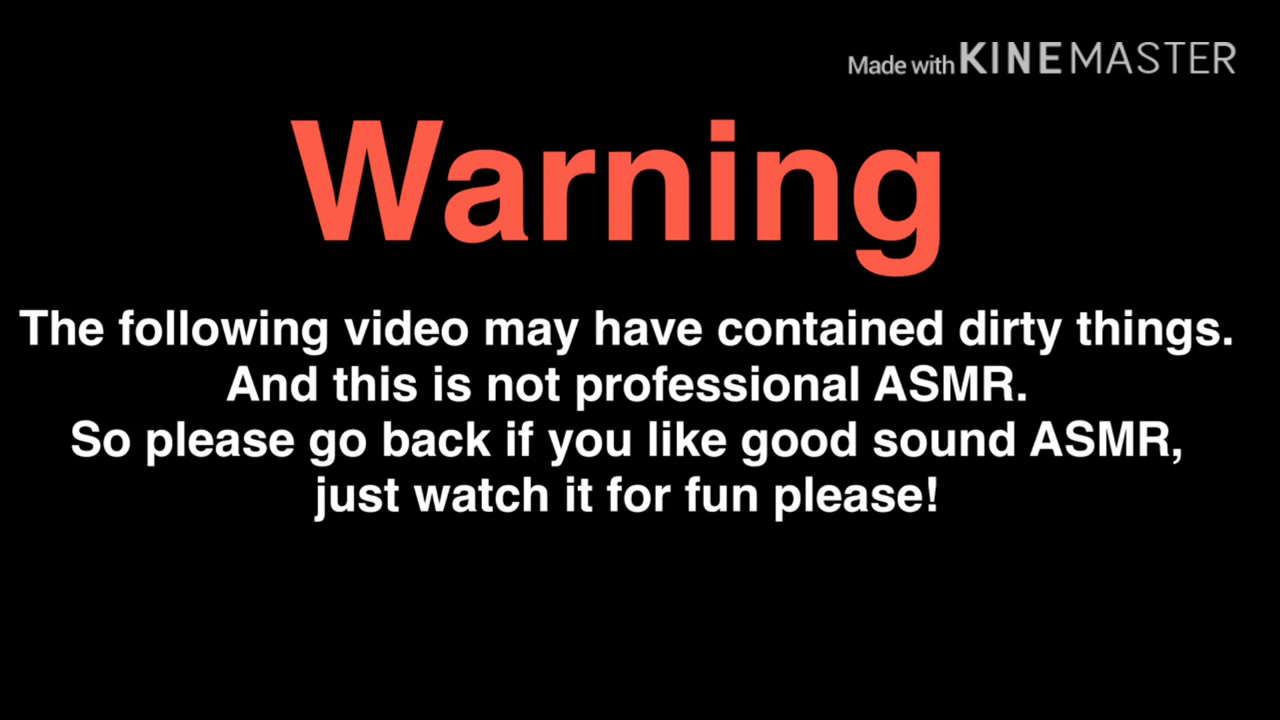 Made with KINEMASTER
Warning
The following video may have contained dirty things.
And this is not professional ASMR.
So please go back if you like good sound ASMR,
just watch it for fun please!